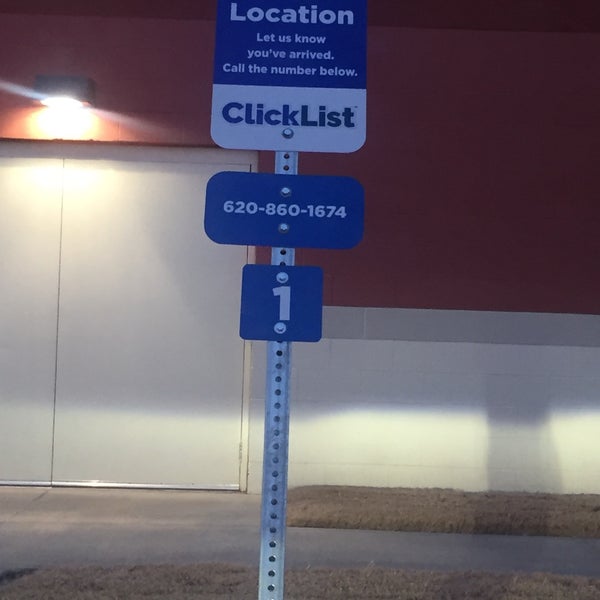 Location
Let us know
you've arrived.
Call the number below.
ClickList
620-860-1674
1